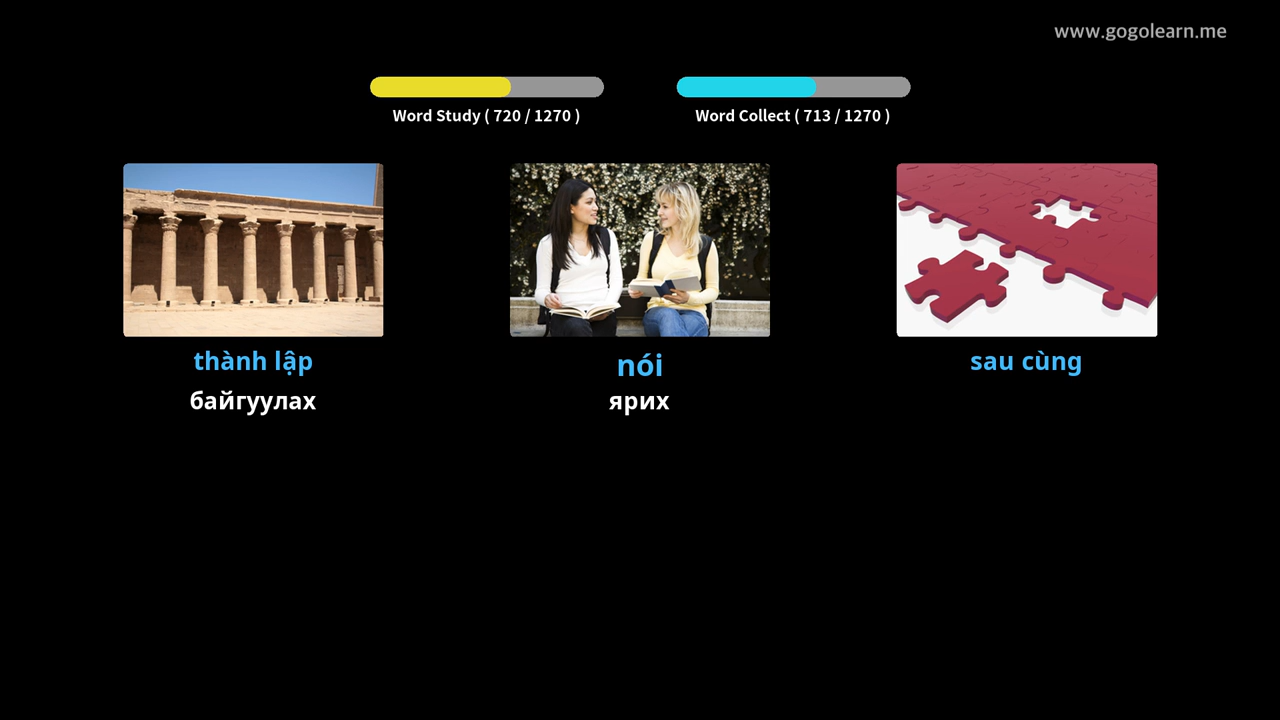 www.gogolearn.me
Word Study ( 720 / 1270 )
Word Collect ( 713 / 1270 )
thành lập
байгуулах
nói
ярих
sau cùng